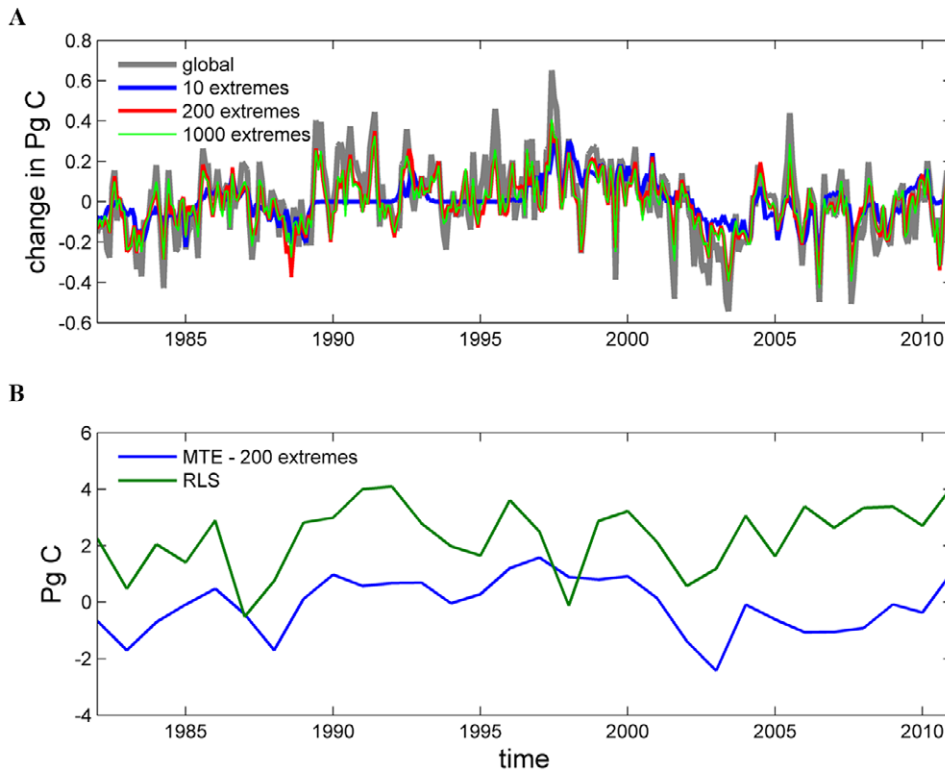 A
change in Pg C
0.8
0.6
0.4
0.2
0
-0.2
-0.4
-0.6
global
10 extremes
200 extremes
1000 extremes
1985
1990
1995
2000
2005
2010
B
Pg C
6
4
2
0
-2
-4
MTE - 200 extremes
RLS
1985
1990
1995
2000
2005
2010
time